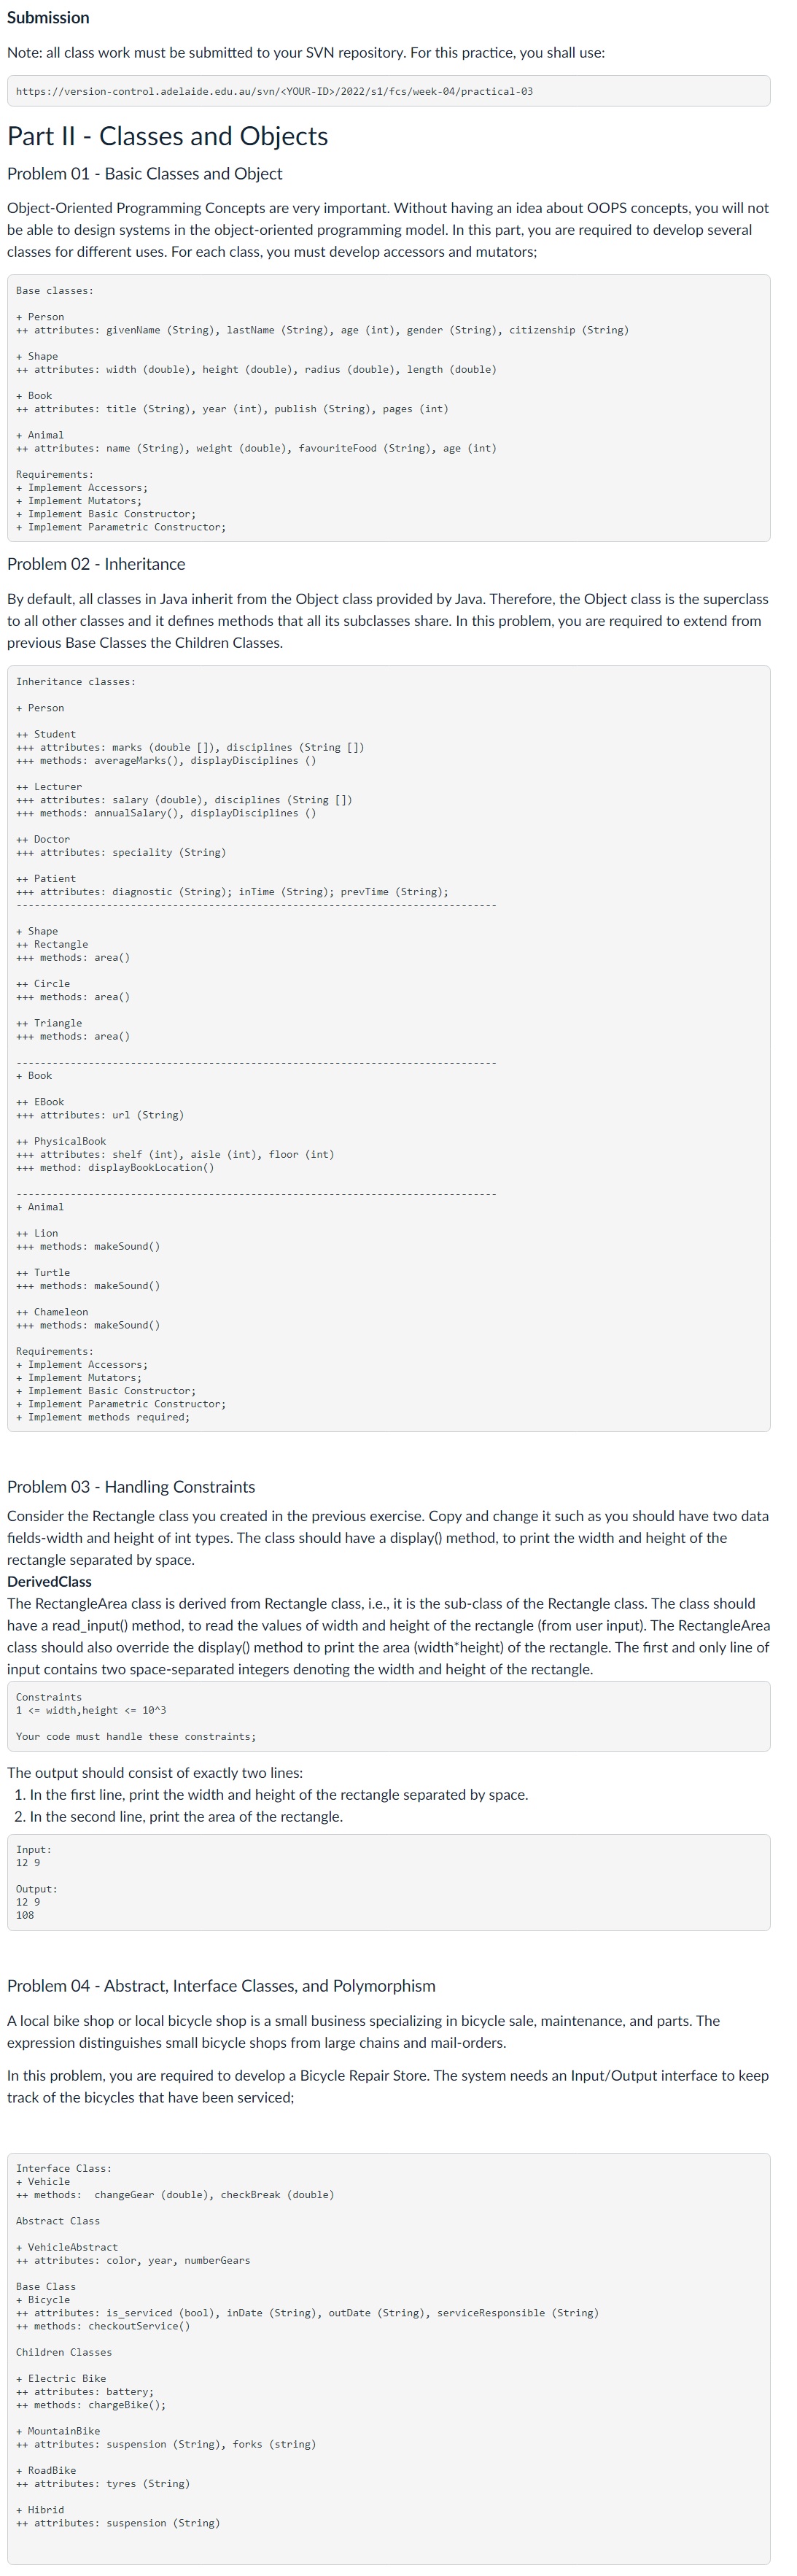 Submission
Note: all class work must be submitted to your SVN repository. For this practice, you shall use:
https://version-control.adelaide.edu.au/svn/<YOUR-ID>/2022/s1/fcs/week-04/practical-03
Part II - Classes and Objects
Problem 01 - Basic Classes and Object
Object-Oriented Programming Concepts are very important. Without having an idea about OOPS concepts, you will not
be able to design systems in the object-oriented programming model. In this part, you are required to develop several
classes for different uses. For each class, you must develop accessors and mutators;
Base classes:
+ Person
++ attributes: givenName (String), lastName (String), age (int), gender (String), citizenship (String)
+ Shape
++ attributes: width (double), height (double), radius (double), length (double)
+ Book
++ attributes: title (String), year (int), publish (String), pages (int)
+ Animal
++ attributes: name (String), weight (double), favouriteFood (String), age (int)
Requirements:
+ Implement Accessors;
+ Implement Mutators;
+ Implement Basic Constructor;
+ Implement Parametric Constructor;
Problem 02 - Inheritance
By default, all classes in Java inherit from the Object class provided by Java. Therefore, the Object class is the superclass
to all other classes and it defines methods that all its subclasses share. In this problem, you are required to extend from
previous Base Classes the Children Classes.
Inheritance classes:
+ Person
++ Student
+++ attributes: marks (double []), disciplines (String [])
+++ methods: averageMarks(), displayDisciplines ()
++ Lecturer
+++ attributes: salary (double), disciplines (String [])
+++ methods: annualSalary(), displayDisciplines ()
++ Doctor
+++ attributes: speciality (String)
++ Patient
+++ attributes: diagnostic (String); inTime (String); prevTime (String);
--------------------------------------------------------------------------------
+ Shape
++ Rectangle
+++ methods: area()
++ Circle
+++ methods: area()
++ Triangle
+++ methods: area()
--------------------------------------------------------------------------------
+ Book
++ EBook
+++ attributes: url (String)
++ PhysicalBook
+++ attributes: shelf (int), aisle (int), floor (int)
+++ method: displayBookLocation()
--------------------------------------------------------------------------------
+ Animal
++ Lion
+++ methods: makeSound()
++ Turtle
+++ methods: makeSound()
++ Chameleon
+++ methods: makeSound()
Requirements:
+ Implement Accessors;
+ Implement Mutators;
+ Implement Basic Constructor;
+ Implement Parametric Constructor;
+ Implement methods required;
Problem 03 - Handling Constraints
Consider the Rectangle class you created in the previous exercise. Copy and change it such as you should have two data
fields-width and height of int types. The class should have a display() method, to print the width and height of the
rectangle separated by space.
DerivedClass
The RectangleArea class is derived from Rectangle class, i.e., it is the sub-class of the Rectangle class. The class should
have a read_input() method, to read the values of width and height of the rectangle (from user input). The RectangleArea
class should also override the display() method to print the area (width*height) of the rectangle. The first and only line of
input contains two space-separated integers denoting the width and height of the rectangle.
Constraints
1 <= width,height <= 10^3
Your code must handle these constraints;
The output should consist of exactly two lines:
1. In the first line, print the width and height of the rectangle separated by space.
2. In the second line, print the area of the rectangle.
Input:
12 9
Output:
12 9
108
Problem 04 - Abstract, Interface Classes, and Polymorphism
A local bike shop or local bicycle shop is a small business specializing in bicycle sale, maintenance, and parts. The
expression distinguishes small bicycle shops from large chains and mail-orders.
In this problem, you are required to develop a Bicycle Repair Store. The system needs an Input/Output interface to keep
track of the bicycles that have been serviced;
Interface Class:
+ Vehicle
++ methods:  changeGear (double), checkBreak (double)
Abstract Class
+ VehicleAbstract
++ attributes: color, year, numberGears
Base Class
+ Bicycle
++ attributes: is_serviced (bool), inDate (String), outDate (String), serviceResponsible (String)
++ methods: checkoutService()
Children Classes
+ Electric Bike
++ attributes: battery;
++ methods: chargeBike();
+ MountainBike
++ attributes: suspension (String), forks (string)
+ RoadBike
++ attributes: tyres (String)
+ Hibrid
++ attributes: suspension (String)